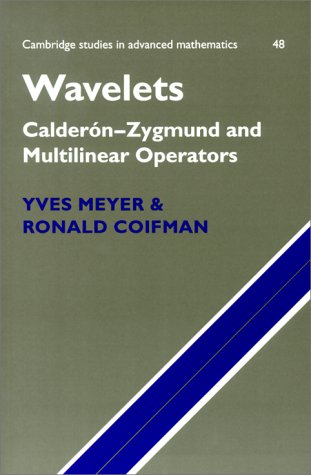 Cambridge studies in advanced mathematics 48
Wavelets
Calderón–Zygmund and
Multilinear Operators
YVES MEYER &
RONALD COIFMAN